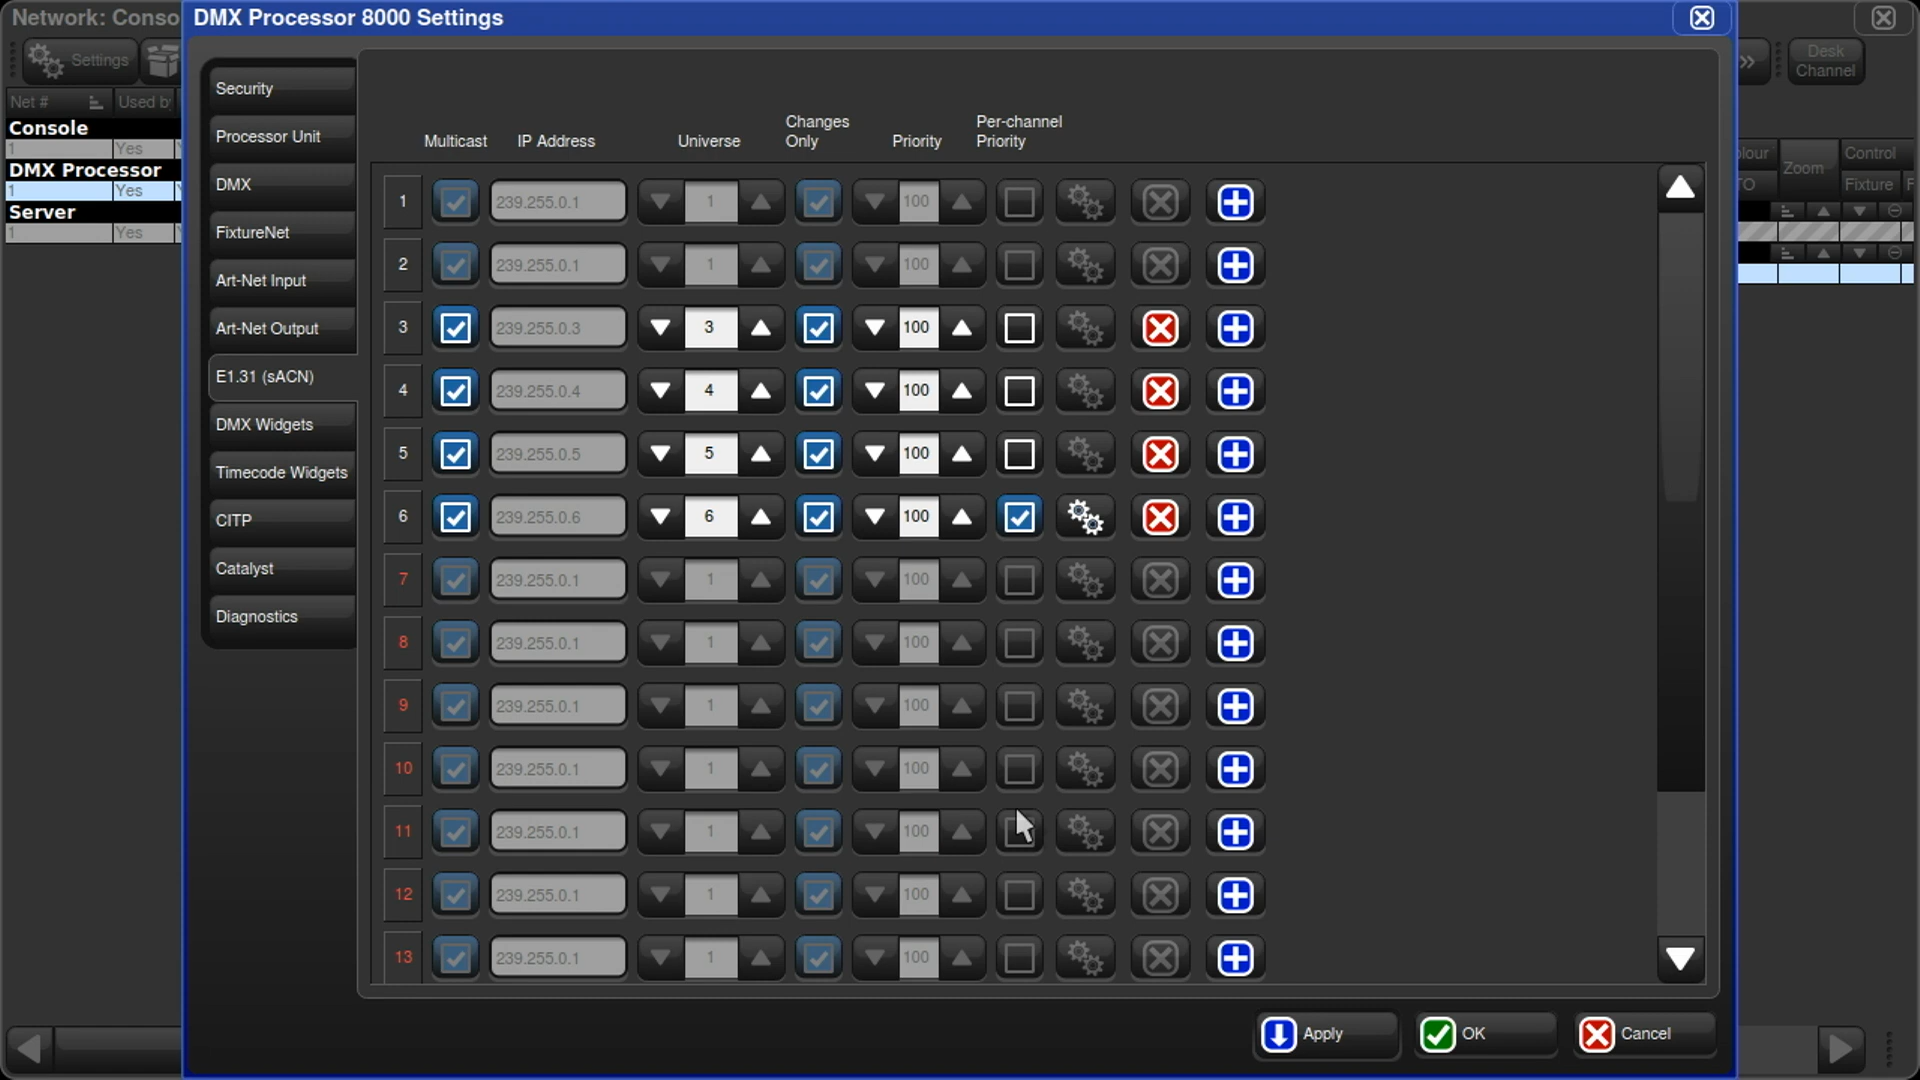 Network: Conso
DMX Processor 8000 Settings
Settings
Desk
Channel
Net #
Used b
Console
1 Yes
DMX Processor
1 Yes
Server
1 Yes
Security
Processor Unit
DMX
FixtureNet
Art-Net Input
Art-Net Output
E1.31 (sACN)
DMX Widgets
Timecode Widgets
CITP
Catalyst
Diagnostics
Multicast IP Address Universe Changes Only Priority Per-channel Priority
1 239.255.0.1 1 100
2 239.255.0.1 1 100
3 239.255.0.3 3 100
4 239.255.0.4 4 100
5 239.255.0.5 5 100
6 239.255.0.6 6 100
7 239.255.0.1 1 100
8 239.255.0.1 1 100
9 239.255.0.1 1 100
10 239.255.0.1 1 100
11 239.255.0.1 1 100
12 239.255.0.1 1 100
13 239.255.0.1 1 100
olour Zoom Control
TO Fixture F
Apply OK Cancel